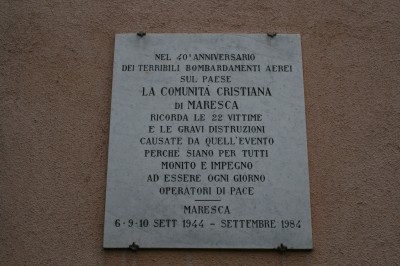 NEL 40° ANNIVERSARIO
DEI TERRIBILI BOMBARDAMENTI AEREI
SUL PAESE
LA COMUNITÁ CRISTIANA
DI MARESCA
RICORDA LE 22 VITTIME
E LE GRAVI DISTRUZIONI
CAUSATE DA QUELL'EVENTO
PERCHÉ SIANO PER TUTTI
MONITO E IMPEGNO
AD ESSERE OGNI GIORNO
OPERATORI DI PACE
MARESCA
6-9-10 SETT 1944 - SETTEMBRE 1984